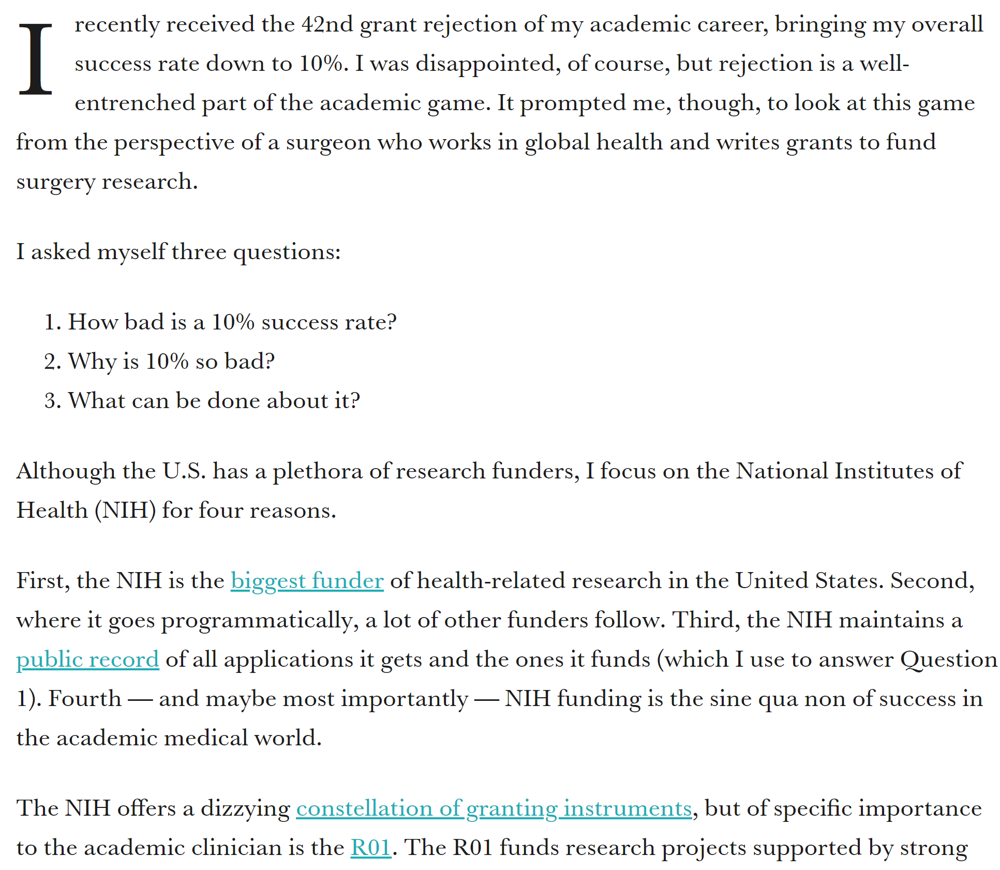 I recently received the 42nd grant rejection of my academic career, bringing my overall
success rate down to 10%. I was disappointed, of course, but rejection is a well-
entrenched part of the academic game. It prompted me, though, to look at this game
from the perspective of a surgeon who works in global health and writes grants to fund
surgery research.
I asked myself three questions:
1. How bad is a 10% success rate?
2. Why is 10% so bad?
3. What can be done about it?
Although the U.S. has a plethora of research funders, I focus on the National Institutes of
Health (NIH) for four reasons.
First, the NIH is the biggest funder of health-related research in the United States. Second,
where it goes programmatically, a lot of other funders follow. Third, the NIH maintains a
public record of all applications it gets and the ones it funds (which I use to answer Question
1). Fourth — and maybe most importantly — NIH funding is the sine qua non of success in
the academic medical world.
The NIH offers a dizzying constellation of granting instruments, but of specific importance
to the academic clinician is the R01. The R01 funds research projects supported by strong